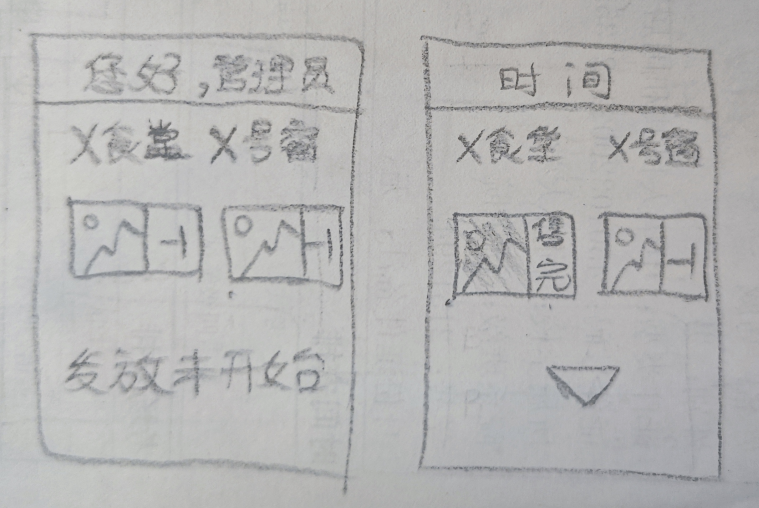 您好,管理员
X食堂 X号窗
发放未开始
时间
X食堂 X号窗
售完